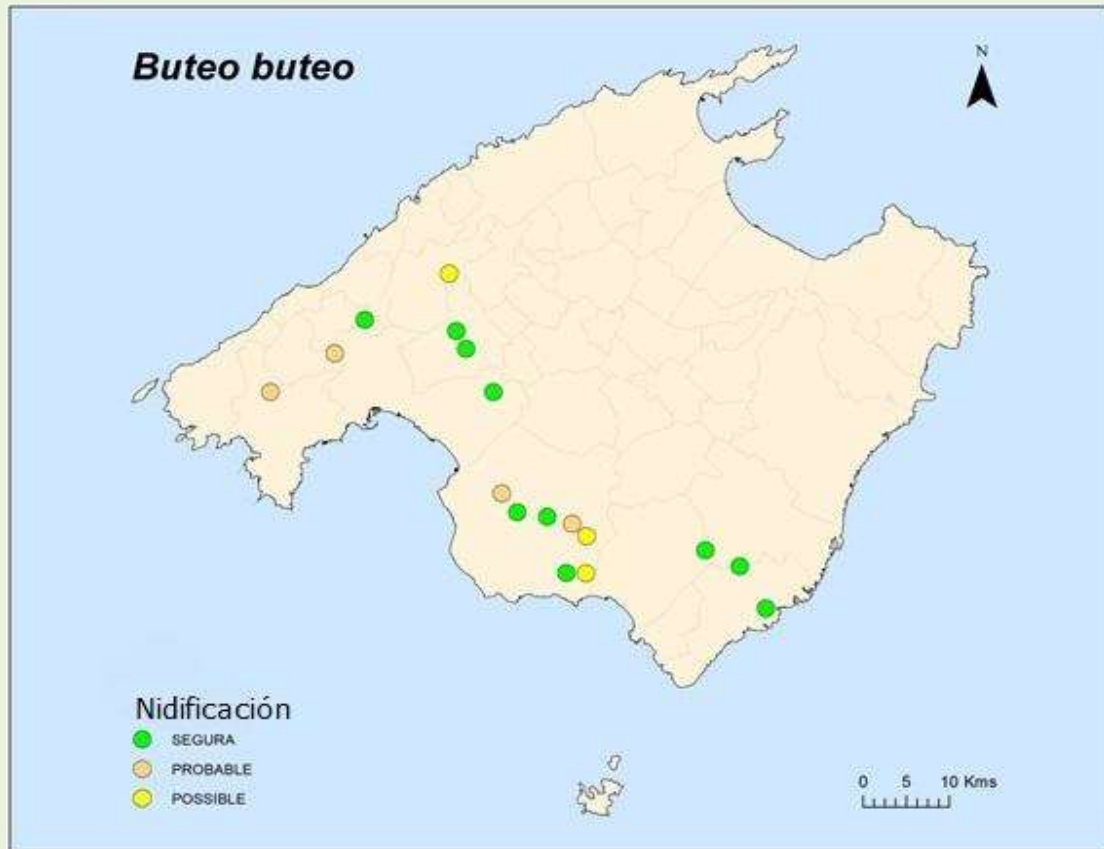 Buteo buteo
N
Nidificación
SEGURA
PROBABLE
POSSIBLE
0 5 10 Kms